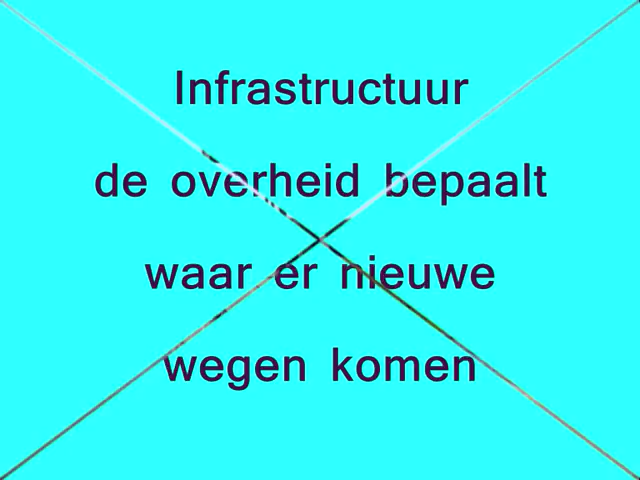 Infrastructuur
de overheid bepaalt
waar er nieuwe
wegen komen